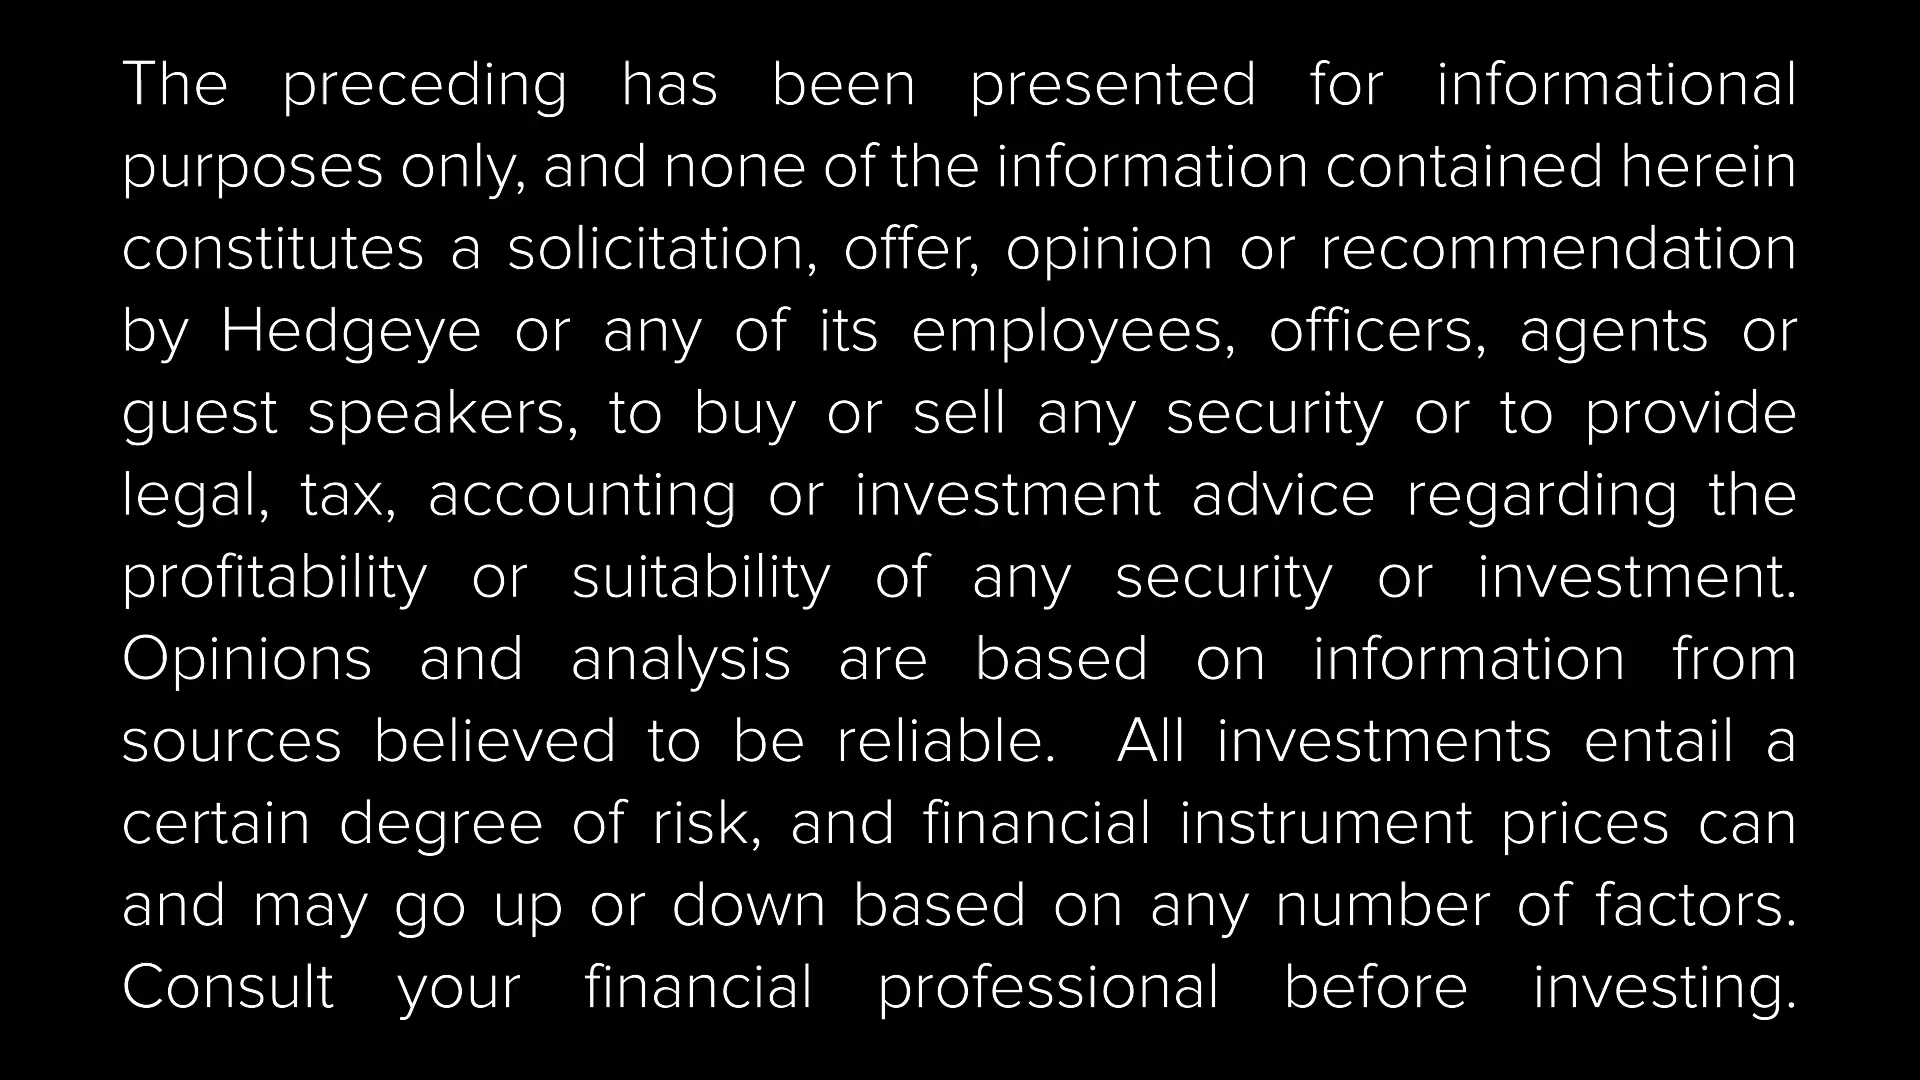 The preceding has been presented for informational
purposes only, and none of the information contained herein
constitutes a solicitation, offer, opinion or recommendation
by Hedgeye or any of its employees, officers, agents or
guest speakers, to buy or sell any security or to provide
legal, tax, accounting or investment advice regarding the
profitability or suitability of any security or investment.
Opinions and analysis are based on information from
sources believed to be reliable.  All investments entail a
certain degree of risk, and financial instrument prices can
and may go up or down based on any number of factors.
Consult your financial professional before investing.